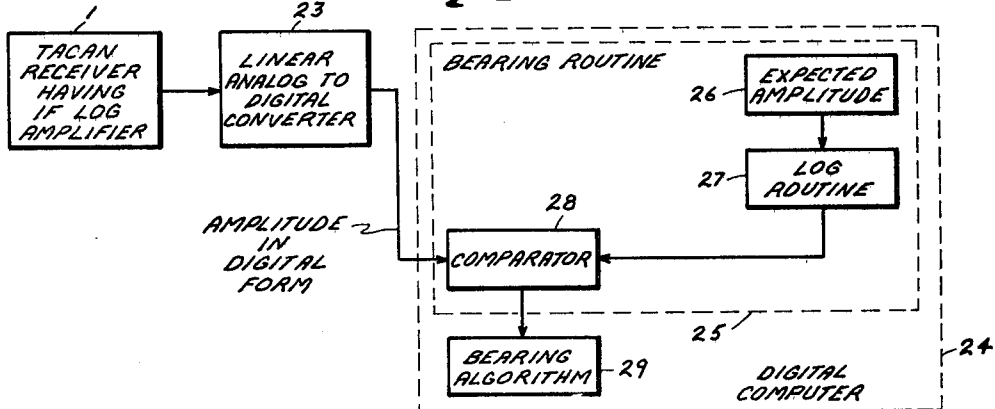 1
TACAN
RECEIVER
HAVING
IF LOG
AMPLIFIER
23
LINEAR
ANALOG TO
DIGITAL
CONVERTER
AMPLITUDE
IN
DIGITAL
FORM
BEARING ROUTINE
26
EXPECTED
AMPLITUDE
27
LOG
ROUTINE
28
COMPARATOR
25
24
BEARING
ALGORITHM
29
DIGITAL
COMPUTER